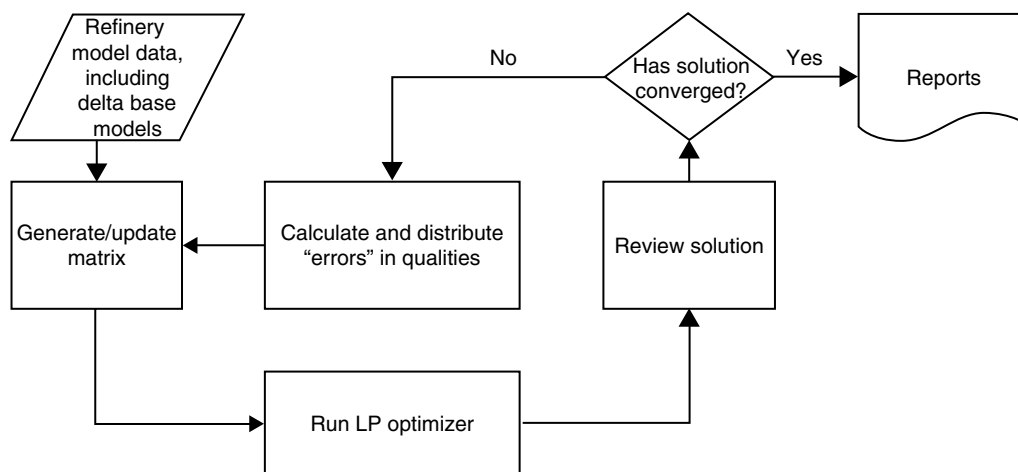 Refinery
model data,
including
delta base
models
No
Has solution
converged?
Yes
Reports
Generate/update
matrix
Calculate and distribute
“errors” in qualities
Review solution
Run LP optimizer